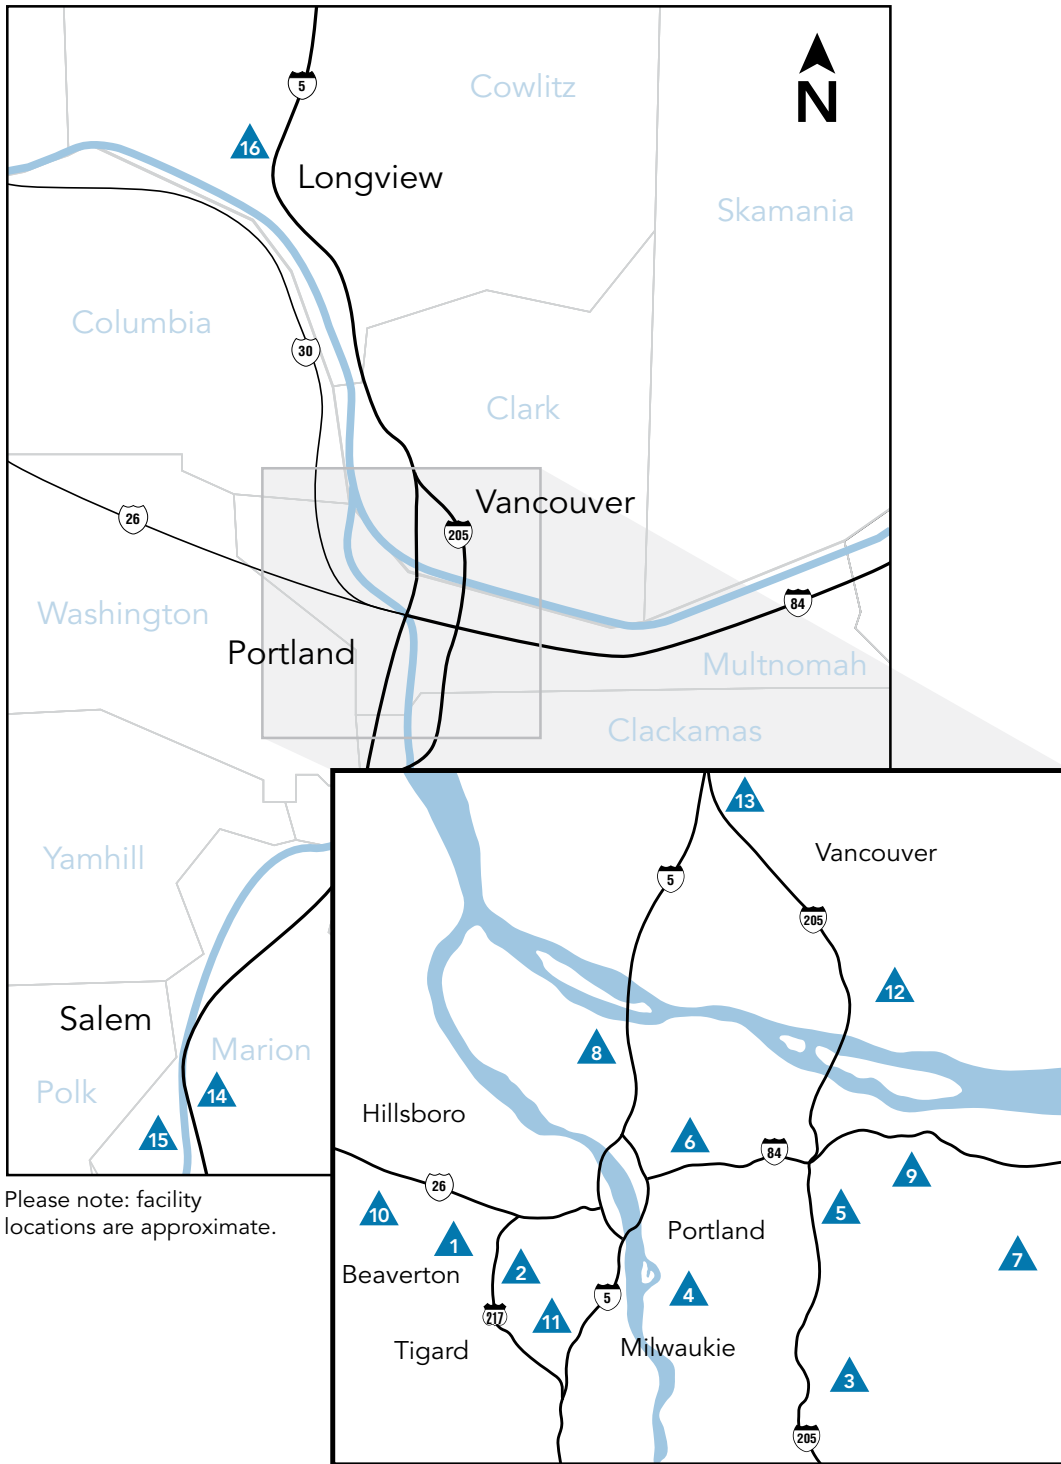 5
Cowlitz
N
16
Longview
Skamania
Columbia
30
Clark
Vancouver
26
205
84
Washington
Portland
Multnomah
Clackamas
13
Yamhill
Vancouver
5
205
12
Salem
Marion
8
14
Polk
15
Hillsboro
6
84
9
26
Please note: facility
locations are approximate.
10
5
1
Portland
7
Beaverton
2
4
5
217
11
Tigard
Milwaukie
3
205